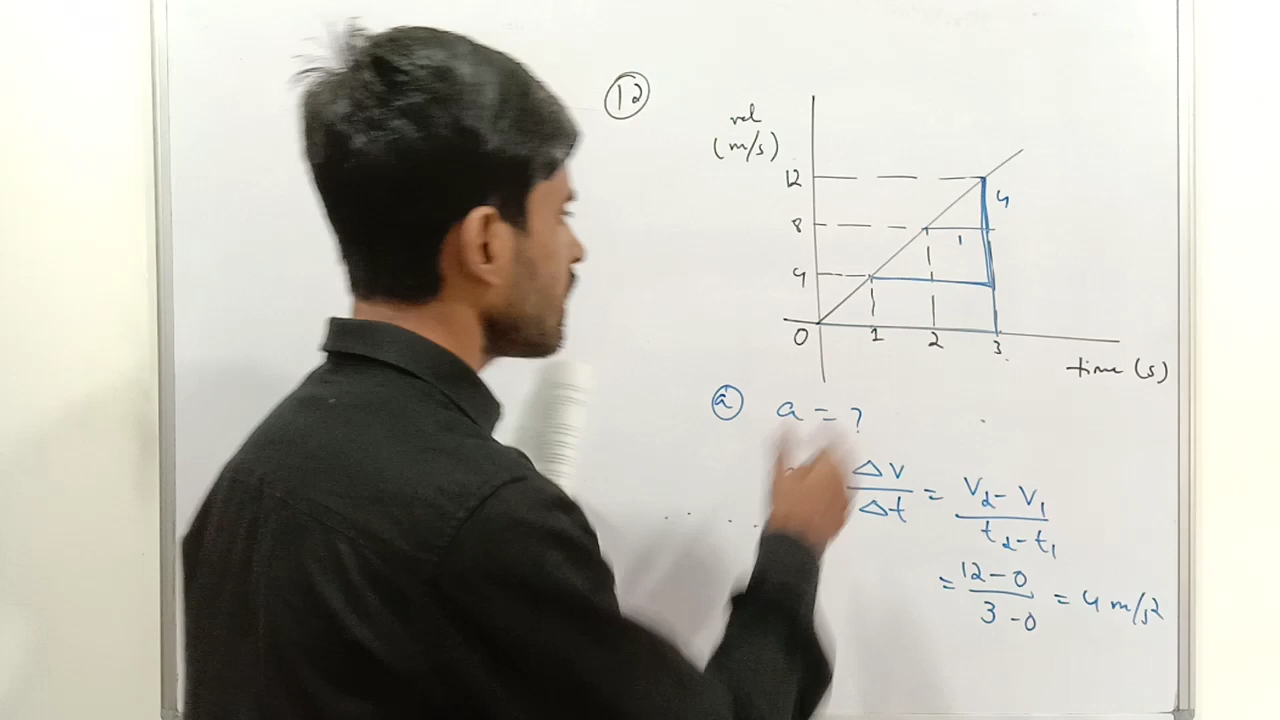 12
vel
(m/s)
12
4
8
1
4
0
1
2
3
time (s)
a
a = ?
ΔV/Δt = V2 - V1/t2 - t1
= 12 - 0/3 - 0 = 4 m/s²